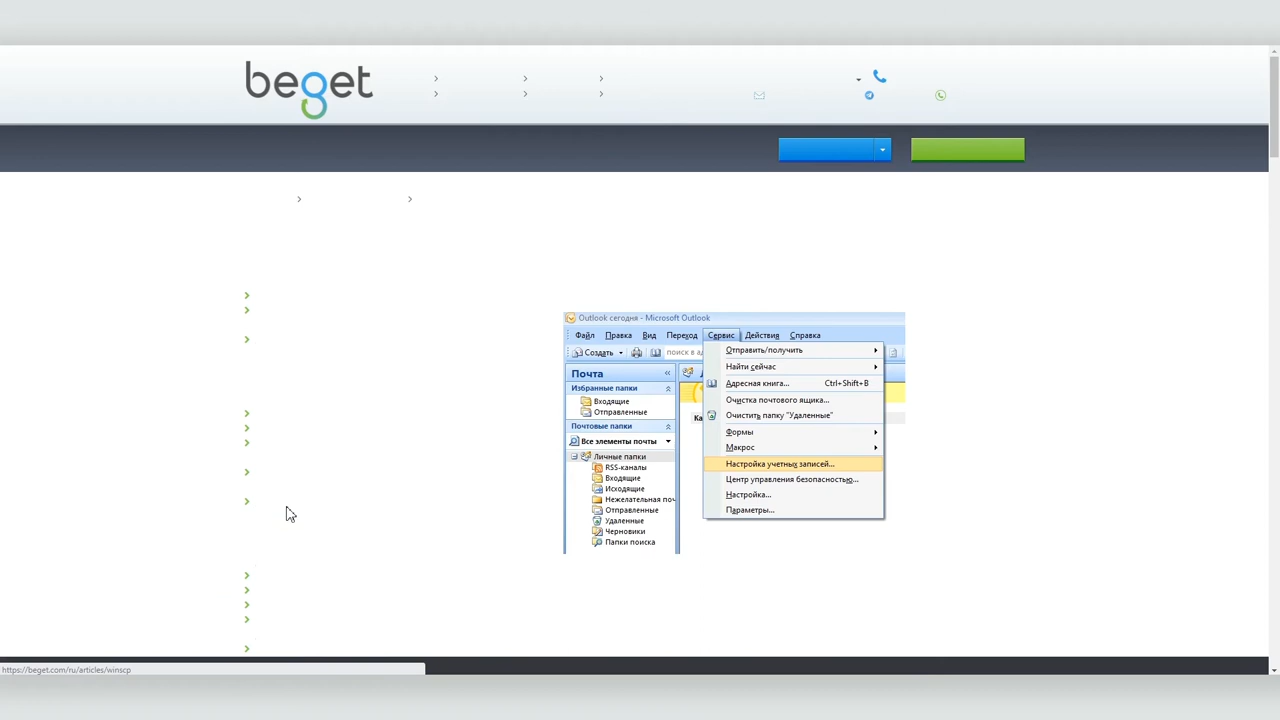 beget
Outlook сегодня - Microsoft Outlook
Файл Правка Вид Переход Сервис Действия Справка
Создать поиск в ад
Отправить/получить
Найти сейчас
Адресная книга... Ctrl+Shift+B
Очистка почтового ящика...
Очистить папку "Удаленные"
Формы
Макрос
Настройка учетных записей...
Центр управления безопасностью...
Настройка...
Параметры...
Почта
Избранные папки
Входящие
Отправленные
Почтовые папки
Все элементы почты
Личные папки
RSS-каналы
Входящие
Исходящие
Нежелательная поч
Отправленные
Удаленные
Черновики
Папки поиска
Ка
https://beget.com/ru/articles/winscp